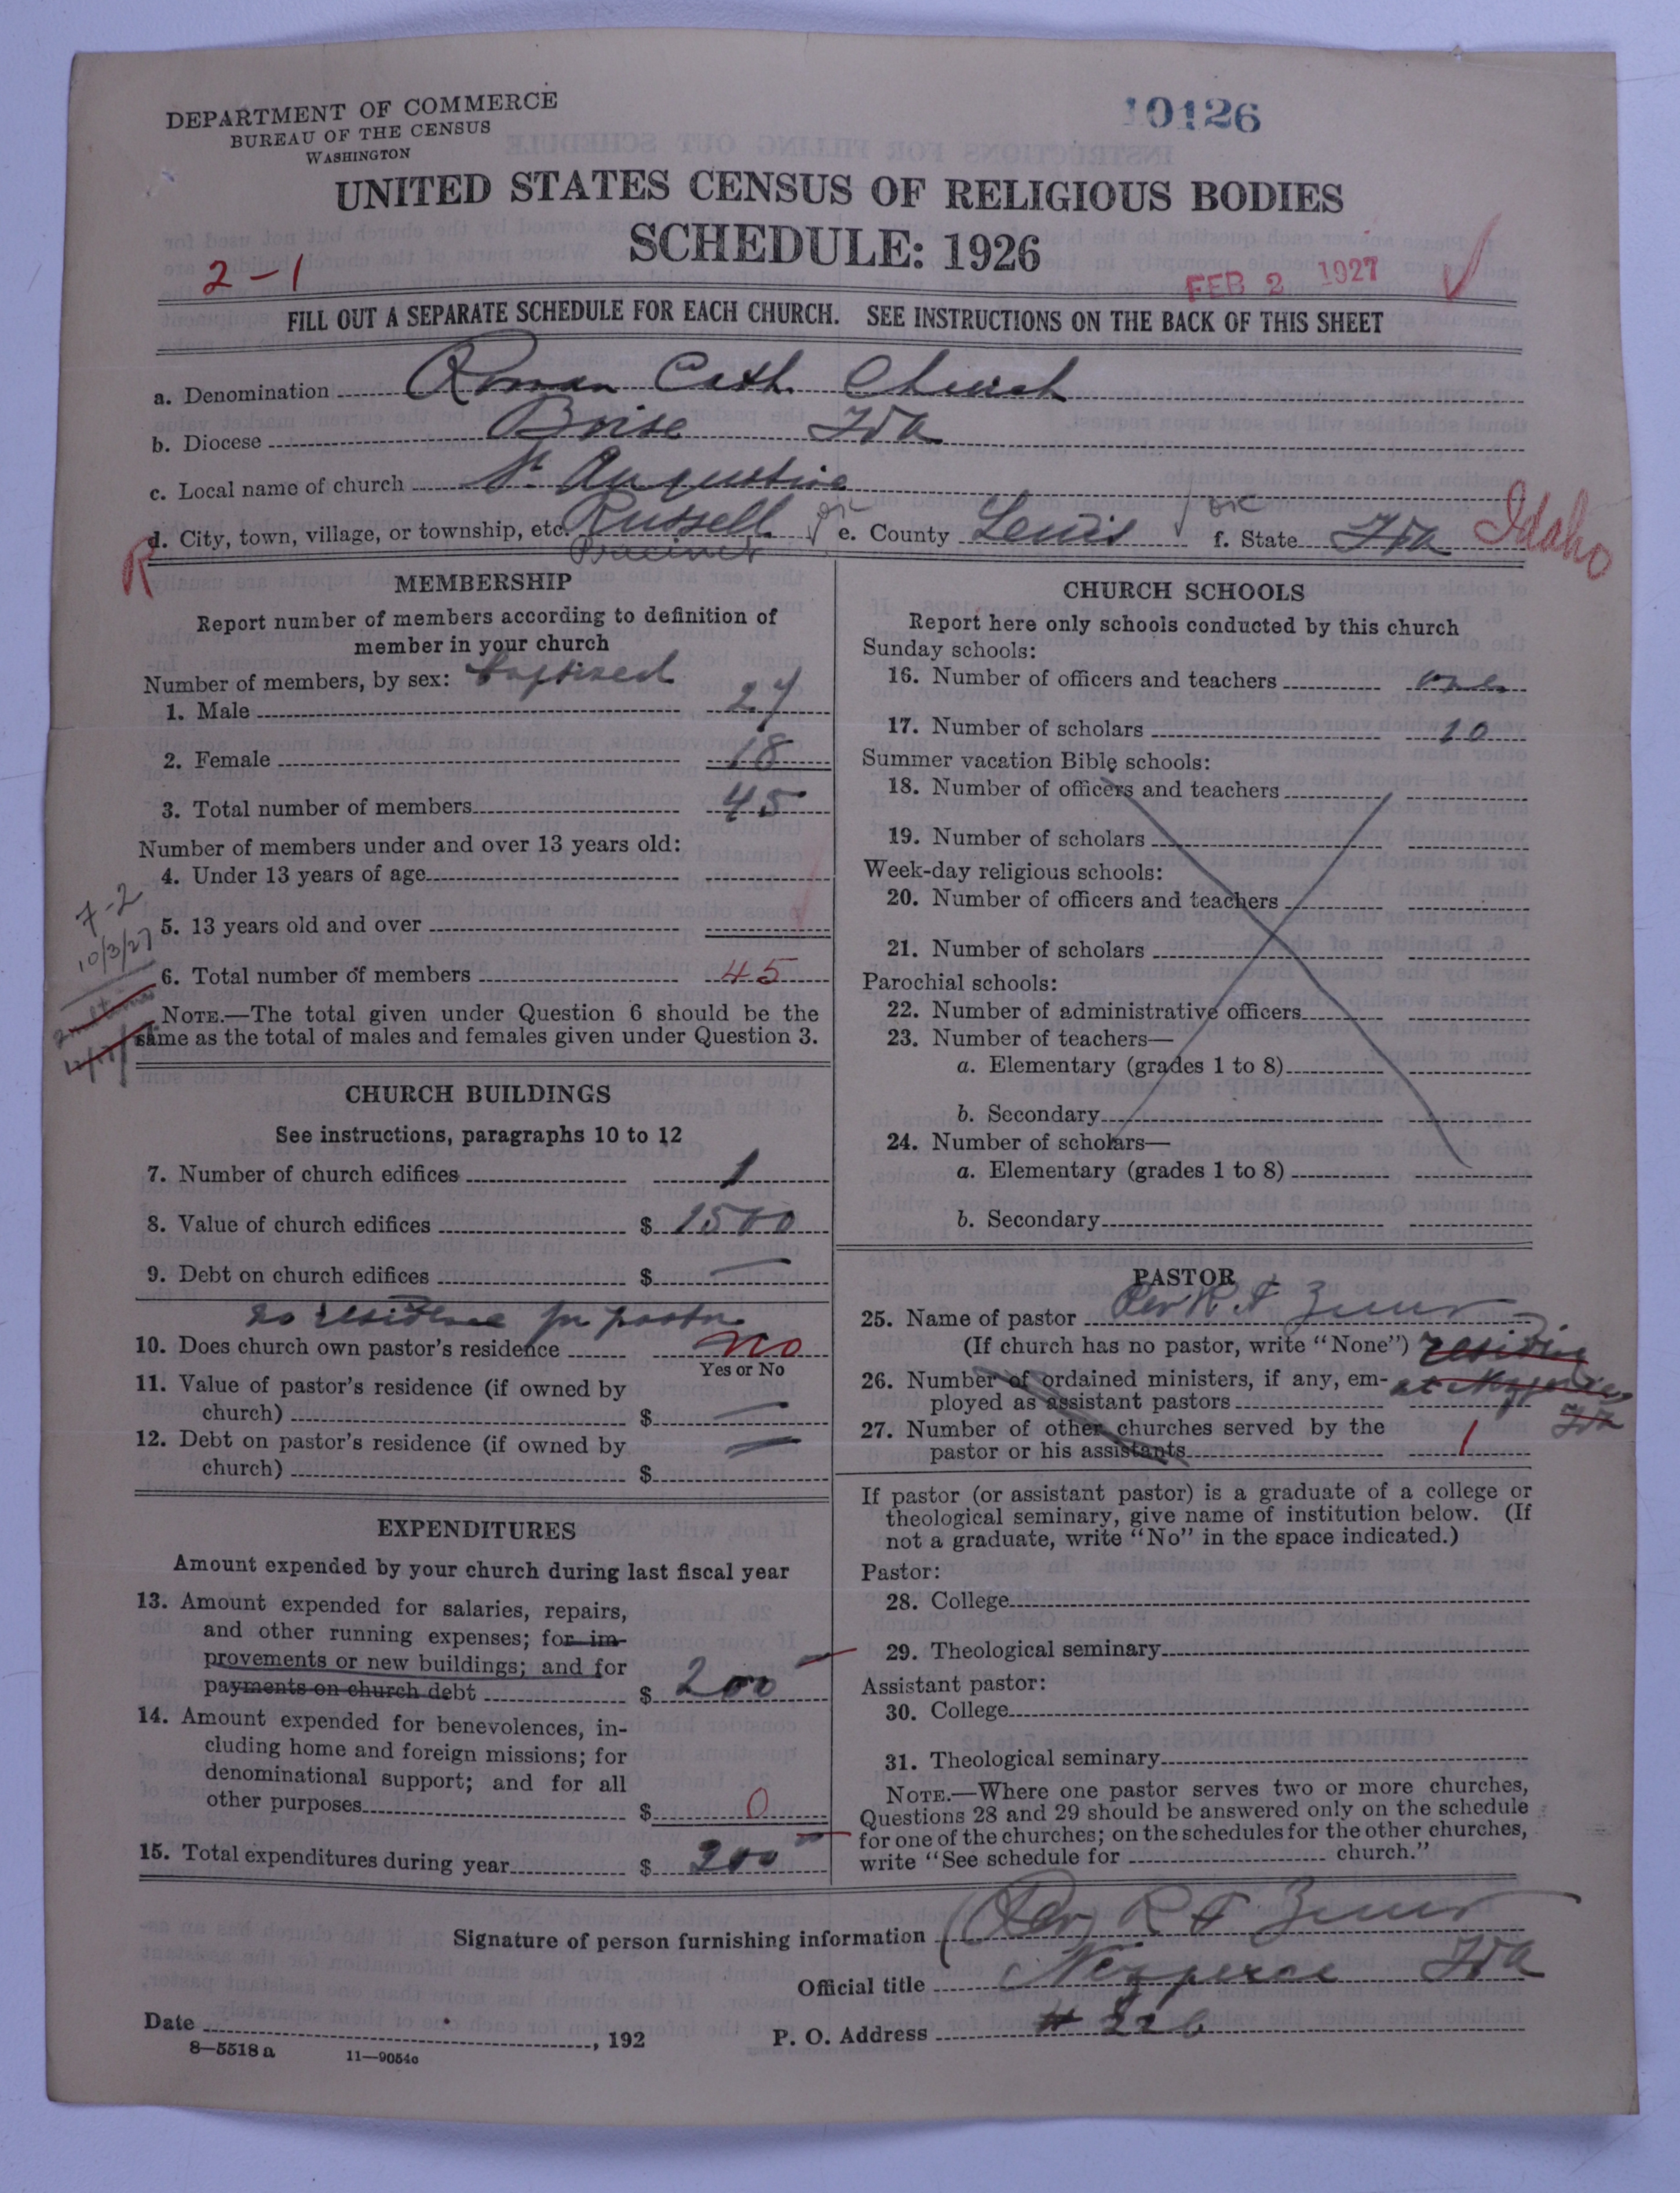 DEPARTMENT OF COMMERCE
BUREAU OF THE CENSUS
WASHINGTON
10126
UNITED STATES CENSUS OF RELIGIOUS BODIES
SCHEDULE: 1926
2-1
FEB 2 1927
FILL OUT A SEPARATE SCHEDULE FOR EACH CHURCH. SEE INSTRUCTIONS ON THE BACK OF THIS SHEET
a. Denomination Roman Cath. Church
b. Diocese Boise Ida
c. Local name of church St. Augustine
d. City, town, village, or township, etc. Russell OK e. County Lewis OK f. State Ida Idaho
R
MEMBERSHIP
Report number of members according to definition of
member in your church
Number of members, by sex: baptized
1. Male 27
2. Female 18
3. Total number of members 45
Number of members under and over 13 years old:
4. Under 13 years of age
7-2
5. 13 years old and over
10/3/27
6. Total number of members 45
NOTE.—The total given under Question 6 should be the
same as the total of males and females given under Question 3.
CHURCH BUILDINGS
See instructions, paragraphs 10 to 12
7. Number of church edifices 1
8. Value of church edifices $ 1500
9. Debt on church edifices $ —
no residence for pastor
10. Does church own pastor's residence no
Yes or No
11. Value of pastor's residence (if owned by
church) $ —
12. Debt on pastor's residence (if owned by
church) $ —
EXPENDITURES
Amount expended by your church during last fiscal year
13. Amount expended for salaries, repairs,
and other running expenses; for im-
provements or new buildings; and for
payments on church debt $ 200 —
14. Amount expended for benevolences, in-
cluding home and foreign missions; for
denominational support; and for all
other purposes $ 0
15. Total expenditures during year $ 200 —
CHURCH SCHOOLS
Report here only schools conducted by this church
Sunday schools:
16. Number of officers and teachers one
17. Number of scholars 10
Summer vacation Bible schools:
18. Number of officers and teachers
19. Number of scholars
Week-day religious schools:
20. Number of officers and teachers
21. Number of scholars
Parochial schools:
22. Number of administrative officers
23. Number of teachers—
a. Elementary (grades 1 to 8)
b. Secondary
24. Number of scholars—
a. Elementary (grades 1 to 8)
b. Secondary
PASTOR
25. Name of pastor Rev R F
(If church has no pastor, write "None") residing
26. Number of ordained ministers, if any, em- at Nezperce
ployed as assistant pastors Ida
27. Number of other churches served by the
pastor or his assistants 1
If pastor (or assistant pastor) is a graduate of a college or
theological seminary, give name of institution below. (If
not a graduate, write "No" in the space indicated.)
Pastor:
28. College
29. Theological seminary
Assistant pastor:
30. College
31. Theological seminary
NOTE.—Where one pastor serves two or more churches,
Questions 28 and 29 should be answered only on the schedule
for one of the churches; on the schedules for the other churches,
write "See schedule for church."
Signature of person furnishing information (Rev) R F
Official title Nezperce Ida
Date , 192 P. O. Address # 226
8—5518a 11—9054c